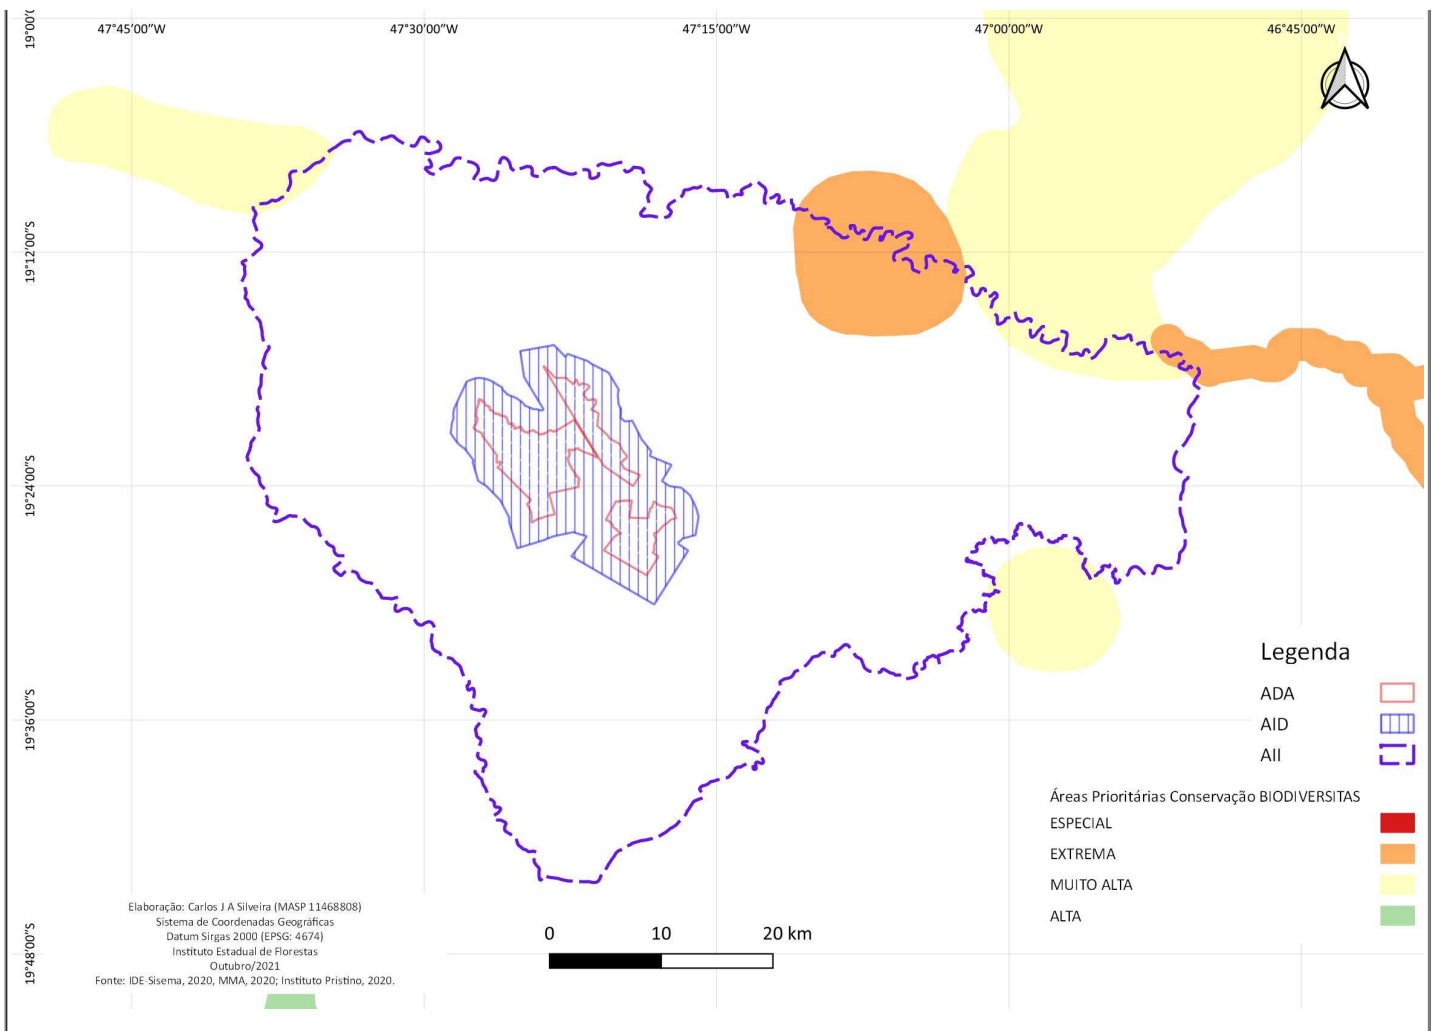 47°45'00"W 47°30'00"W 47°15'00"W 47°00'00"W 46°45'00"W
19°12'00"S
19°24'00"S
19°36'00"S
19°48'00"S
Legenda
ADA
AID
AII
Áreas Prioritárias Conservação BIODIVERSITAS
ESPECIAL
EXTREMA
MUITO ALTA
ALTA
Elaboração: Carlos J A Silveira (MASP 11468808)
Sistema de Coordenadas Geográficas
Datum Sirgas 2000 (EPSG: 4674)
Instituto Estadual de Florestas
Outubro/2021
Fonte: IDE-Sisema, 2020, MMA, 2020; Instituto Pristino, 2020.
0 10 20 km